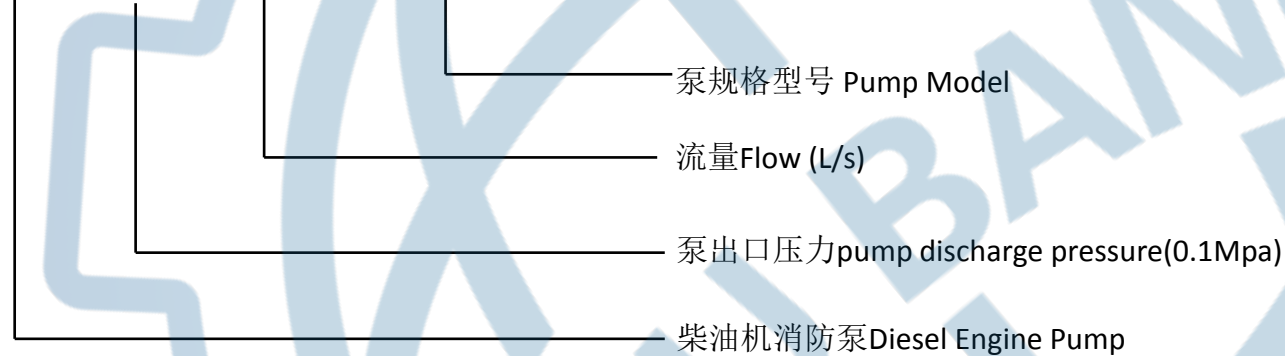 泵规格型号 Pump Model
流量Flow (L/s)
泵出口压力pump discharge pressure(0.1Mpa)
柴油机消防泵Diesel Engine Pump